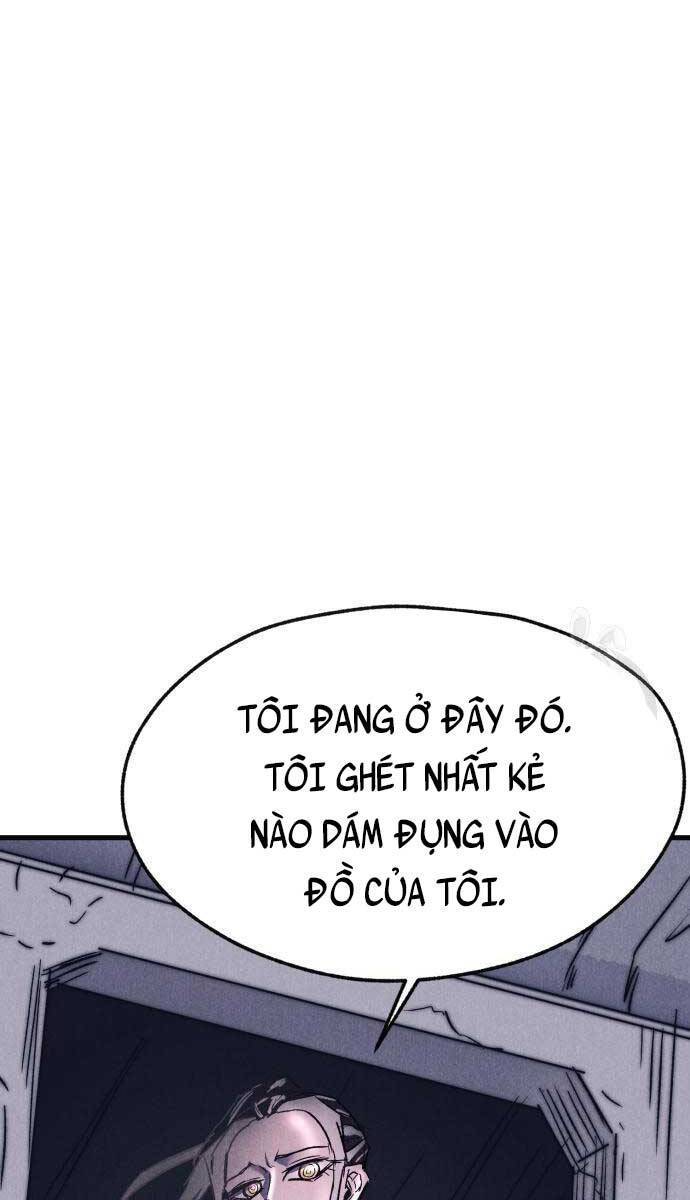 TÔI ĐANG Ở ĐÂY ĐÓ.
TÔI GHÉT NHẤT KẺ
NÀO DÁM ĐỤNG VÀO
ĐỒ CỦA TÔI.